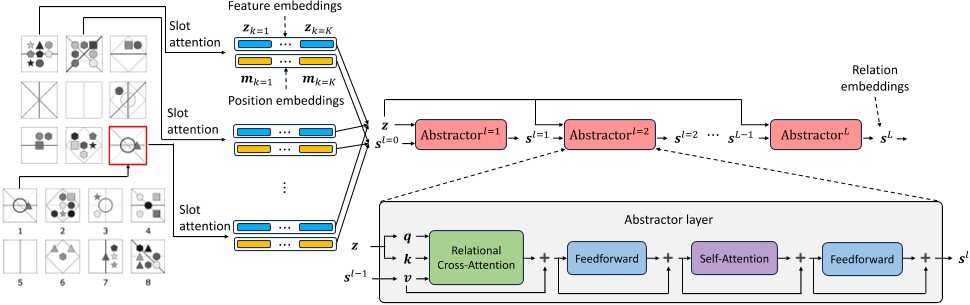 Feature embeddings
Slot attention
z_{k=1} ... z_{k=K}
m_{k=1} m_{k=K}
Position embeddings
Slot attention
Slot attention
z
s^{l=0}
Abstractor^{l=1}
s^{l=1}
Abstractor^{l=2}
s^{l=2} ... s^{L-1}
Abstractor^{L}
s^{L}
Relation embeddings
1 2 3 4
5 6 7 8
Abstractor layer
z
s^{l-1}
q
k
v
Relational Cross-Attention
+
Feedforward
+
Self-Attention
+
Feedforward
+
s^{l}